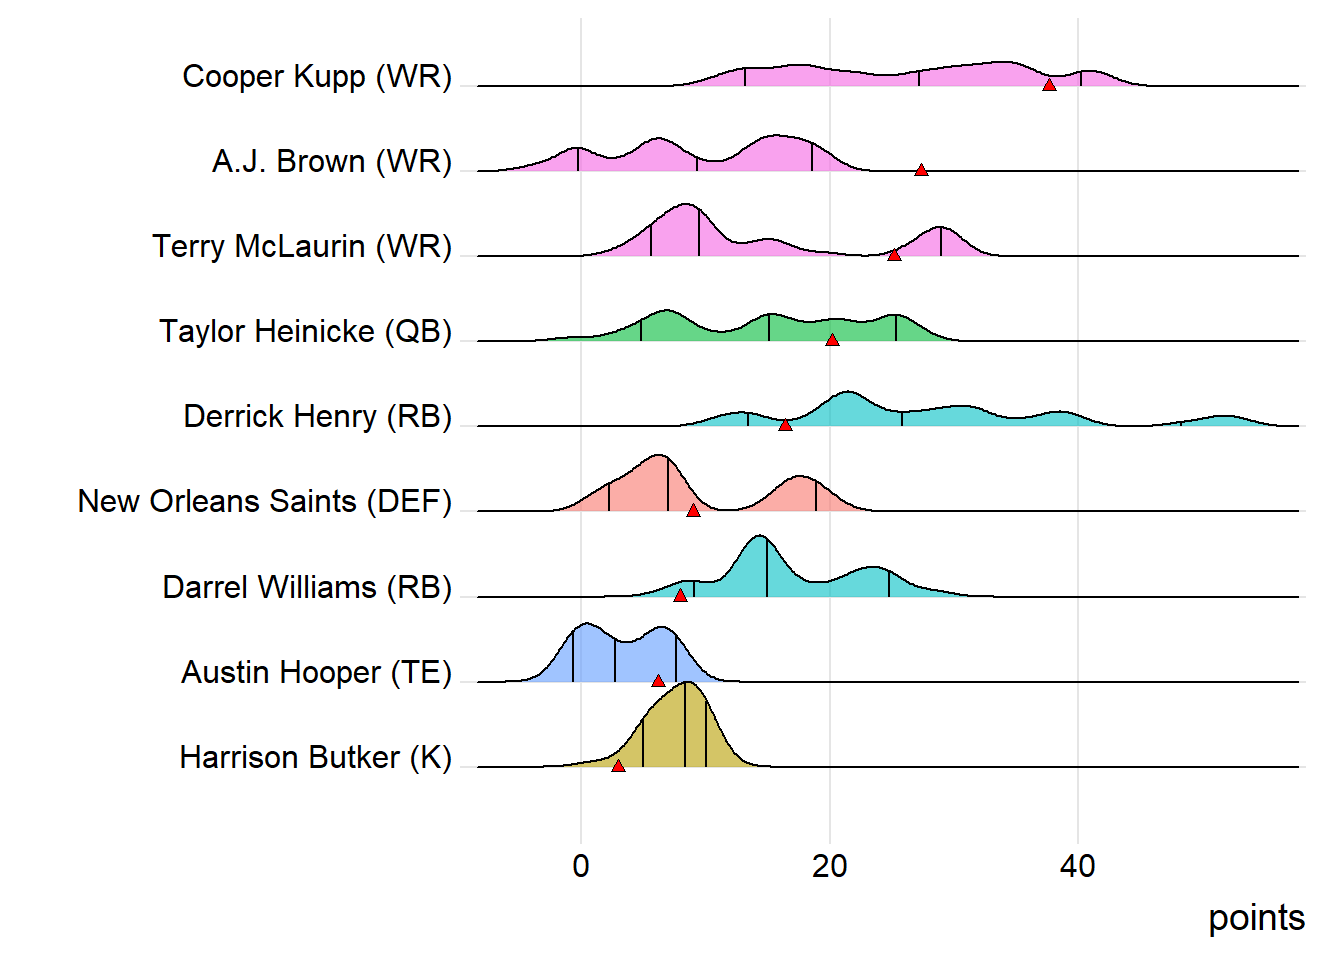 Cooper Kupp (WR)
A.J. Brown (WR)
Terry McLaurin (WR)
Taylor Heinicke (QB)
Derrick Henry (RB)
New Orleans Saints (DEF)
Darrel Williams (RB)
Austin Hooper (TE)
Harrison Butker (K)
0 20 40
points